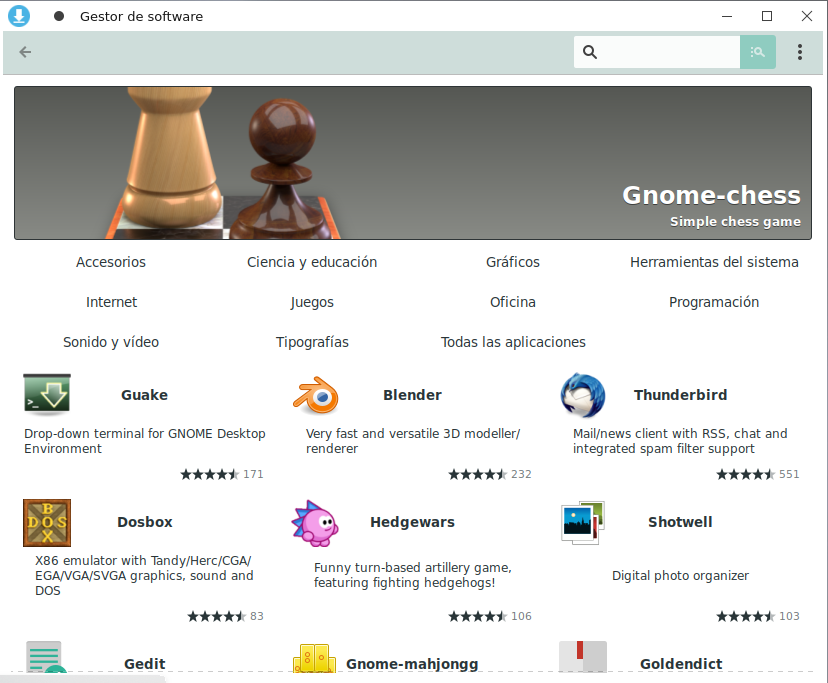 Gestor de software
Gnome-chess
Simple chess game
Accesorios
Ciencia y educación
Gráficos
Herramientas del sistema
Internet
Juegos
Oficina
Programación
Sonido y vídeo
Tipografías
Todas las aplicaciones
Guake
Drop-down terminal for GNOME Desktop
Environment
171
Blender
Very fast and versatile 3D modeller/
renderer
232
Thunderbird
Mail/news client with RSS, chat and
integrated spam filter support
551
DOS
BOX
Dosbox
X86 emulator with Tandy/Herc/CGA/
EGA/VGA/SVGA graphics, sound and
DOS
83
Hedgewars
Funny turn-based artillery game,
featuring fighting hedgehogs!
106
Shotwell
Digital photo organizer
103
Gedit
Gnome-mahjongg
Goldendict